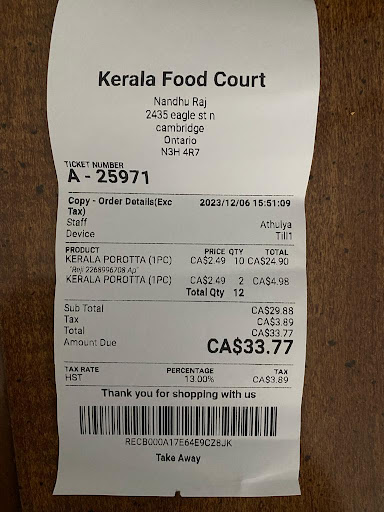 Kerala Food Court
Nandhu Raj
2435 eagle st n
cambridge
Ontario
N3H 4R7
TICKET NUMBER
A - 25971
Copy - Order Details(Exc Tax) 2023/12/06 15:51:09
Staff Athulya
Device Till1
PRODUCT PRICE QTY TOTAL
KERALA POROTTA (1PC) CA$2.49 10 CA$24.90
"Boji 2268996708 Ap"
KERALA POROTTA (1PC) CA$2.49 2 CA$4.98
Total Qty 12
Sub Total CA$29.88
Tax CA$3.89
Total CA$33.77
Amount Due CA$33.77
TAX RATE PERCENTAGE TAX
HST 13.00% CA$3.89
Thank you for shopping with us
RECB000A17E64E9CZ8JK
Take Away